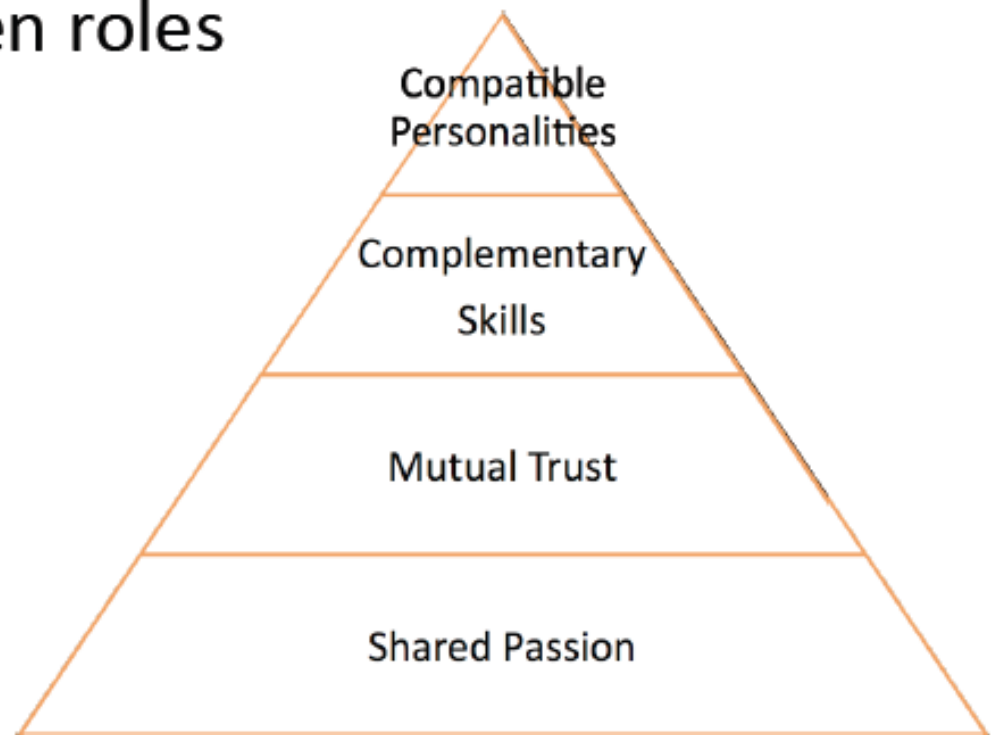 en roles
Compatible
Personalities
Complementary
Skills
Mutual Trust
Shared Passion